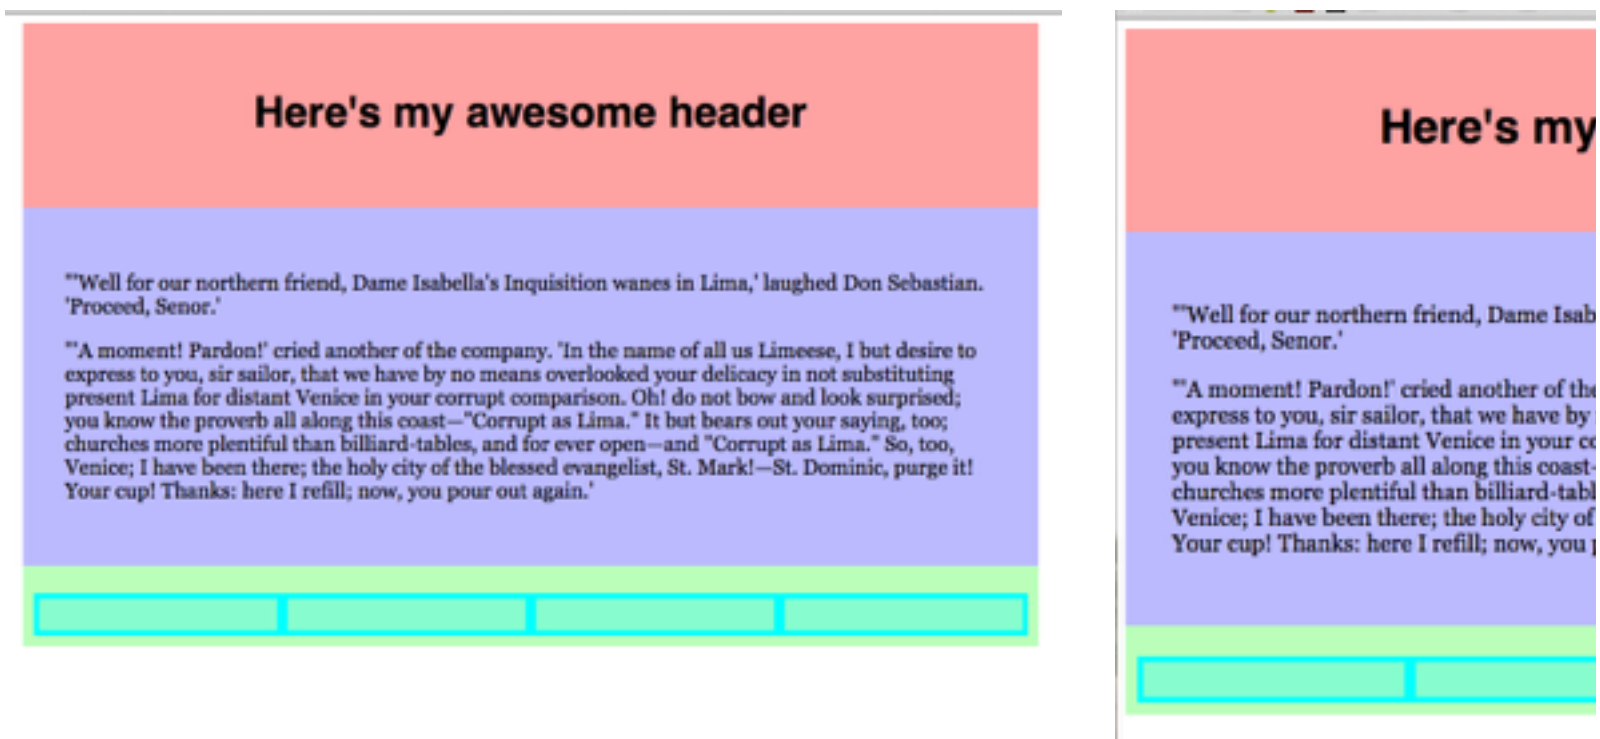 Here's my awesome header
"'Well for our northern friend, Dame Isabella's Inquisition wanes in Lima,' laughed Don Sebastian.
'Proceed, Senor.'
"'A moment! Pardon!' cried another of the company. 'In the name of all us Limeese, I but desire to
express to you, sir sailor, that we have by no means overlooked your delicacy in not substituting
present Lima for distant Venice in your corrupt comparison. Oh! do not bow and look surprised;
you know the proverb all along this coast—"Corrupt as Lima." It but bears out your saying, too;
churches more plentiful than billiard-tables, and for ever open—and "Corrupt as Lima." So, too,
Venice; I have been there; the holy city of the blessed evangelist, St. Mark!—St. Dominic, purge it!
Your cup! Thanks: here I refill; now, you pour out again.'
Here's my
"'Well for our northern friend, Dame Isab
'Proceed, Senor.'
"'A moment! Pardon!' cried another of the
express to you, sir sailor, that we have by
present Lima for distant Venice in your co
you know the proverb all along this coast-
churches more plentiful than billiard-tabl
Venice; I have been there; the holy city of
Your cup! Thanks: here I refill; now, you